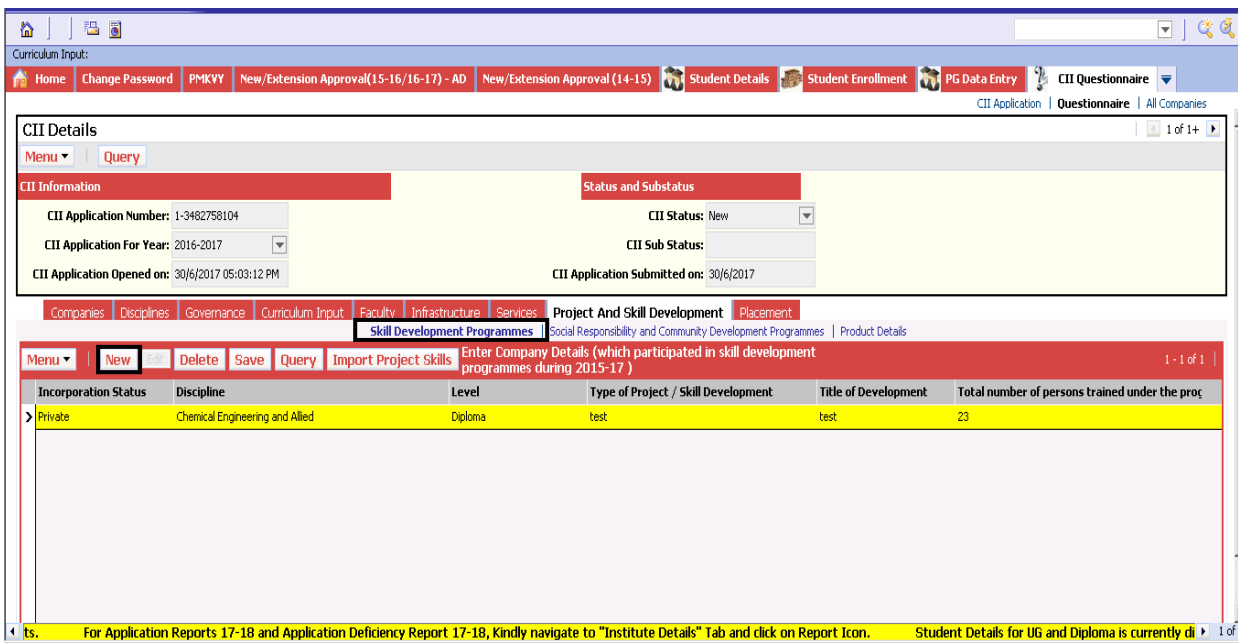 Curriculum Input:
Home Change Password PMKVY New/Extension Approval(15-16/16-17) - AD New/Extension Approval (14-15) Student Details Student Enrollment PG Data Entry CII Questionnaire
CII Application | Questionnaire | All Companies
CII Details 1 of 1+
Menu Query
CII Information Status and Substatus
CII Application Number: 1-3482758104 CII Status: New
CII Application For Year: 2016-2017 CII Sub Status:
CII Application Opened on: 30/6/2017 05:03:12 PM CII Application Submitted on: 30/6/2017
Companies Disciplines Governance Curriculum Input Faculty Infrastructure Services Project And Skill Development Placement
Skill Development Programmes | Social Responsibility and Community Development Programmes | Product Details
Menu New Edit Delete Save Query Import Project Skills Enter Company Details (which participated in skill development
programmes during 2015-17 ) 1 - 1 of 1
Incorporation Status Discipline Level Type of Project / Skill Development Title of Development Total number of persons trained under the prog
Private Chemical Engineering and Allied Diploma test test 23
ts. For Application Reports 17-18 and Application Deficiency Report 17-18, Kindly navigate to "Institute Details" Tab and click on Report Icon. Student Details for UG and Diploma is currently di 1 of